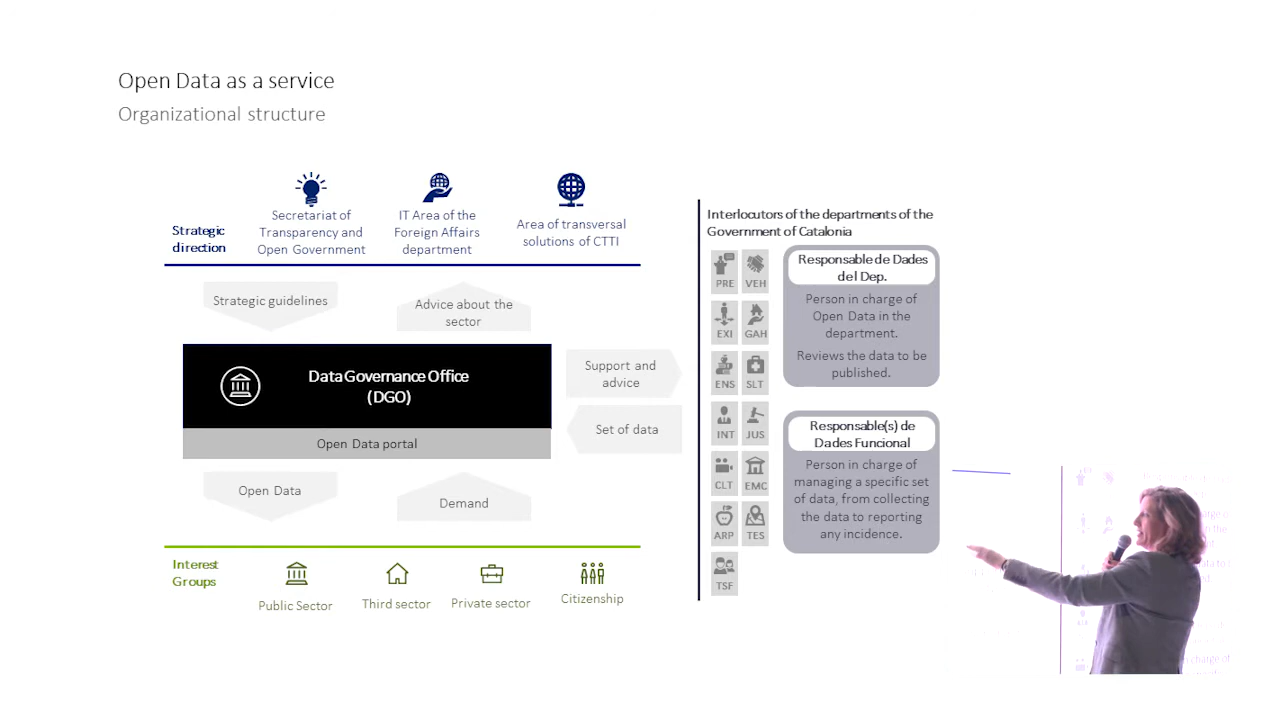 Open Data as a service
Organizational structure
Strategic
direction
Secretariat of
Transparency and
Open Government
IT Area of the
Foreign Affairs
department
Area of transversal
solutions of CTTI
Strategic guidelines
Advice about the
sector
Data Governance Office
(DGO)
Open Data portal
Support and
advice
Set of data
Open Data
Demand
Interest
Groups
Public Sector
Third sector
Private sector
Citizenship
Interlocutors of the departments of the
Government of Catalonia
PRE
VEH
EXI
GAH
ENS
SLT
INT
JUS
CLT
EMC
ARP
TES
TSF
Responsable de Dades
del Dep.
Person in charge of
Open Data in the
department.
Reviews the data to be
published.
Responsable(s) de
Dades Funcional
Person in charge of
managing a specific set
of data, from collecting
the data to reporting
any incidence.